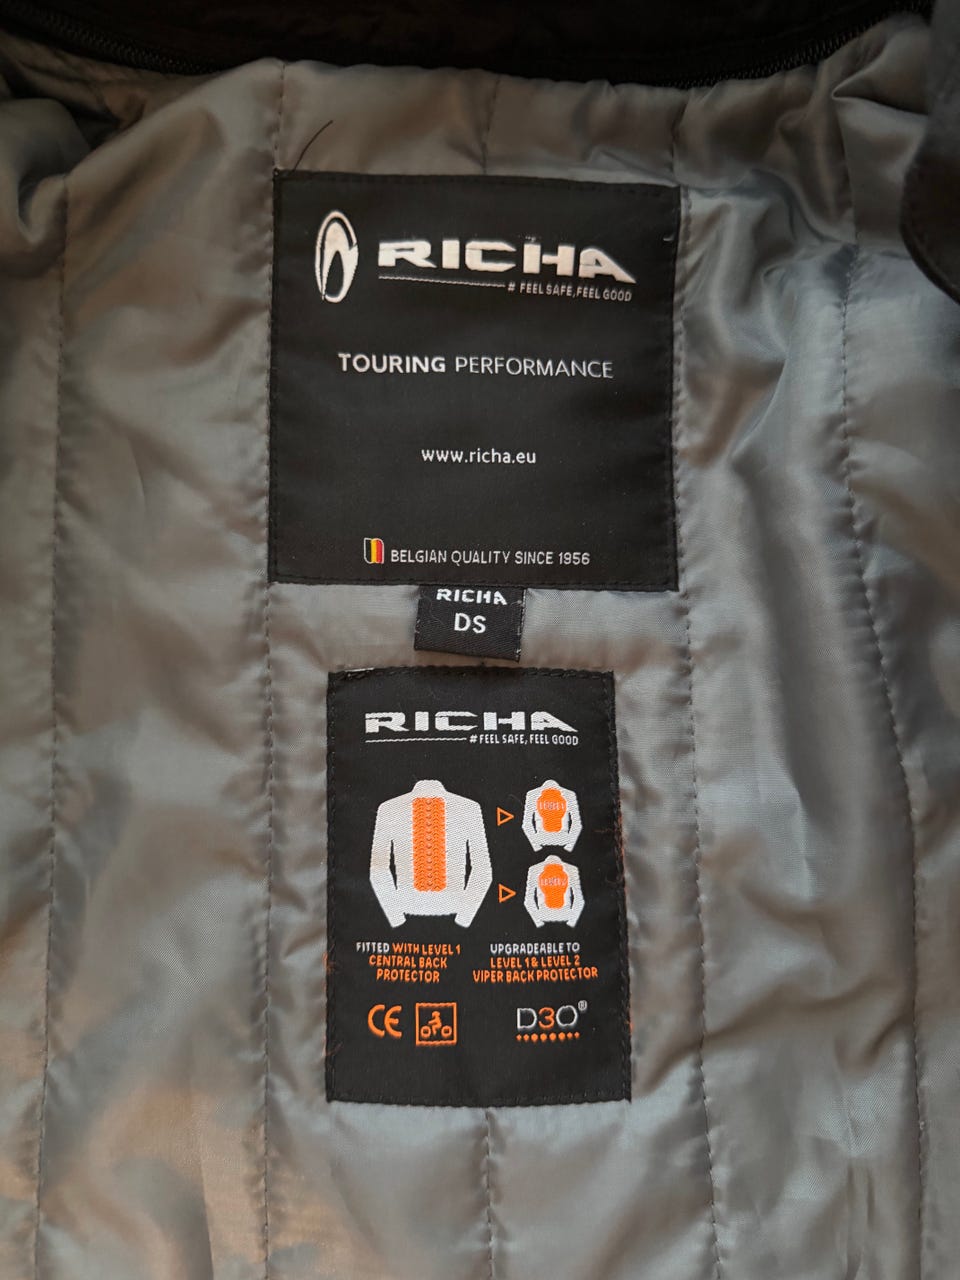 RICHA
# FEEL SAFE, FEEL GOOD
TOURING PERFORMANCE
www.richa.eu
BELGIAN QUALITY SINCE 1956
RICHA
DS
RICHA
# FEEL SAFE, FEEL GOOD
FITTED WITH LEVEL 1
CENTRAL BACK
PROTECTOR
UPGRADEABLE TO
LEVEL 1 & LEVEL 2
VIPER BACK PROTECTOR
CE
D3O®